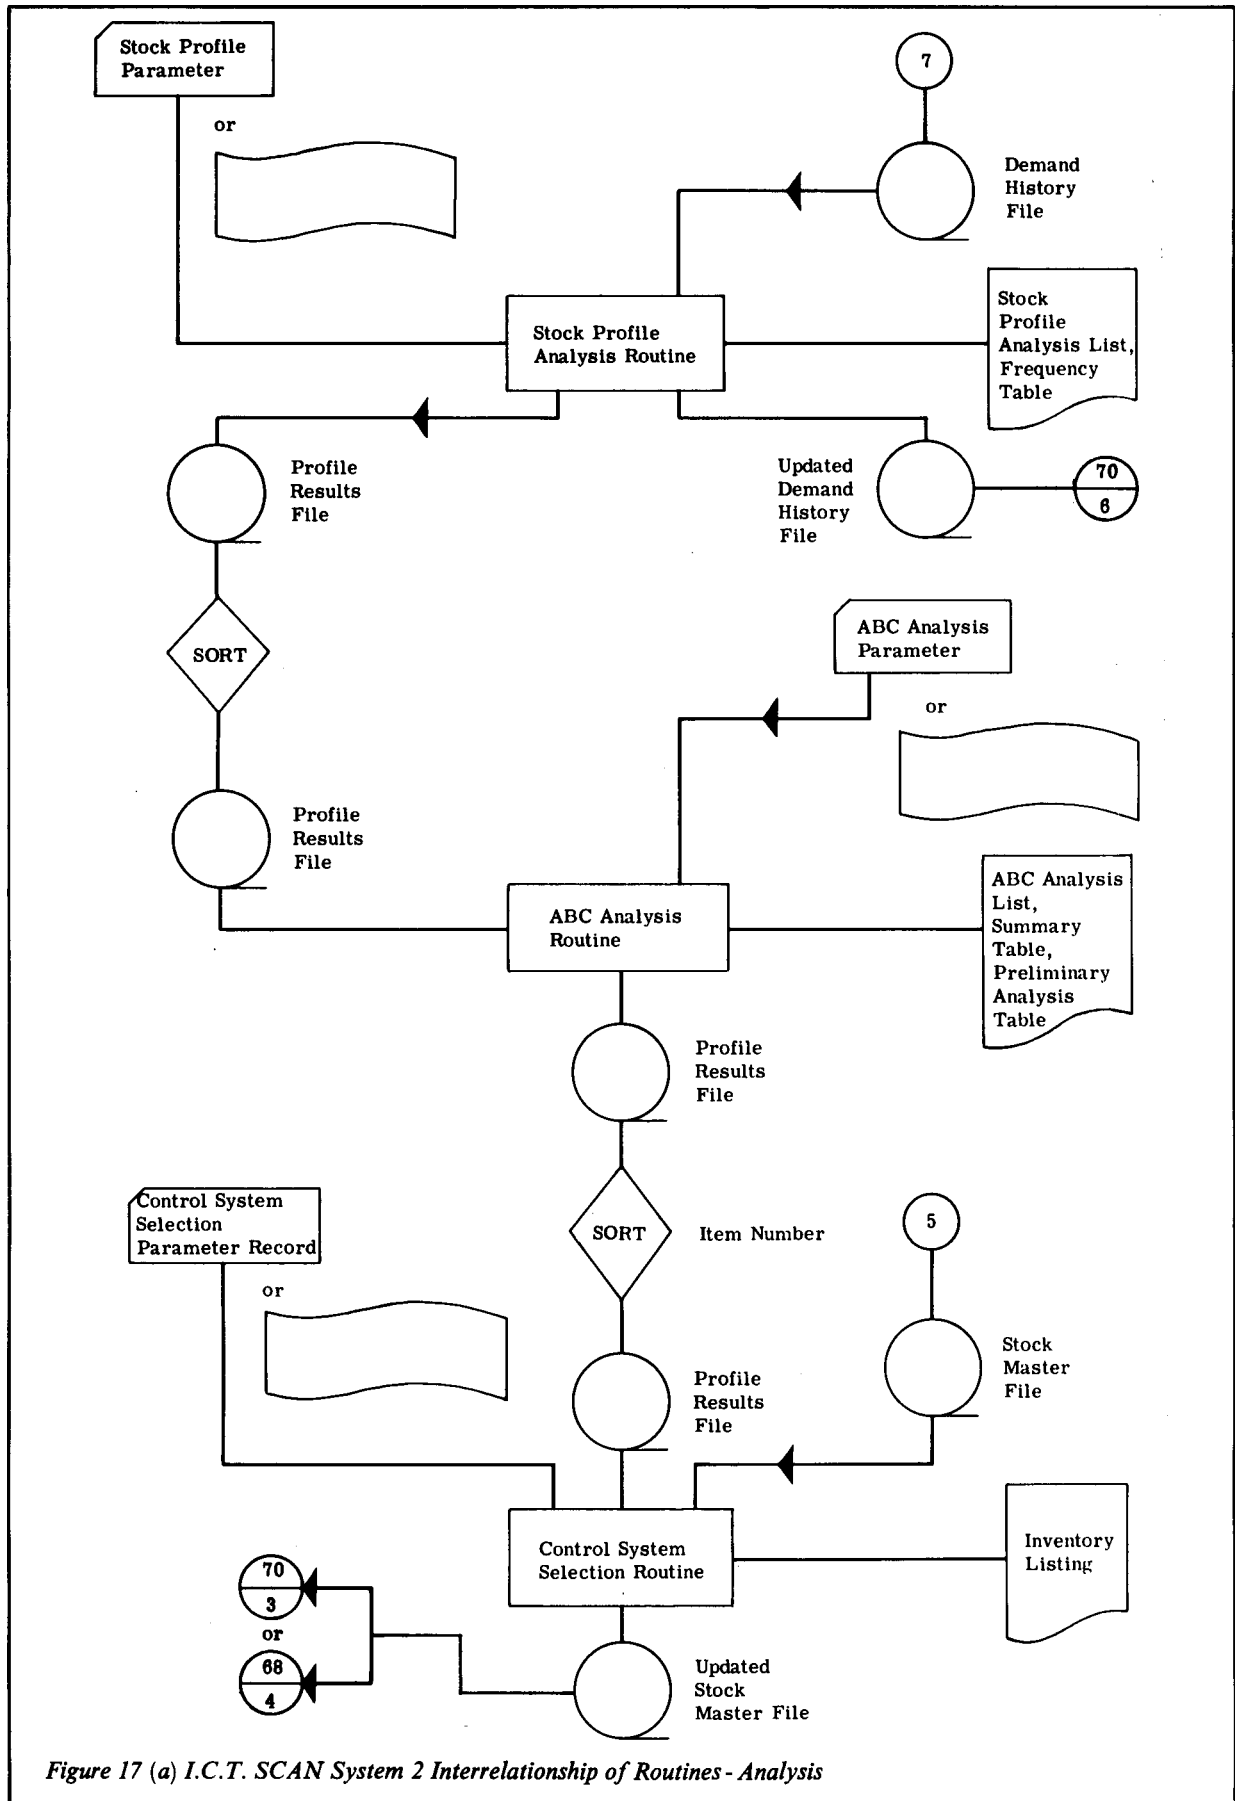 Stock Profile
Parameter
or
7
Demand
History
File
Stock Profile
Analysis Routine
Stock
Profile
Analysis List,
Frequency
Table
Profile
Results
File
Updated
Demand
History
File
70
6
SORT
ABC Analysis
Parameter
or
Profile
Results
File
ABC Analysis
Routine
ABC Analysis
List,
Summary
Table,
Preliminary
Analysis
Table
Profile
Results
File
Control System
Selection
Parameter Record
or
SORT
Item Number
5
Stock
Master
File
Profile
Results
File
Control System
Selection Routine
Inventory
Listing
70
3
or
68
4
Updated
Stock
Master File
Figure 17 (a) I.C.T. SCAN System 2 Interrelationship of Routines - Analysis